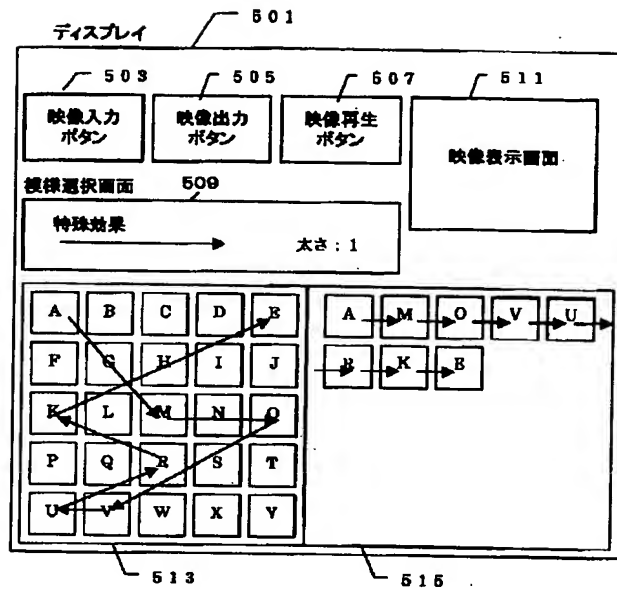 ディスプレイ
501
503
505
507
511
映像入力
ボタン
映像出力
ボタン
映像再生
ボタン
映像表示画面
模様選択画面
509
特殊効果
太さ:1
A B C D E
F G H I J
K L M N O
P Q R S T
U V W X Y
A M O V U
R K E
513
515